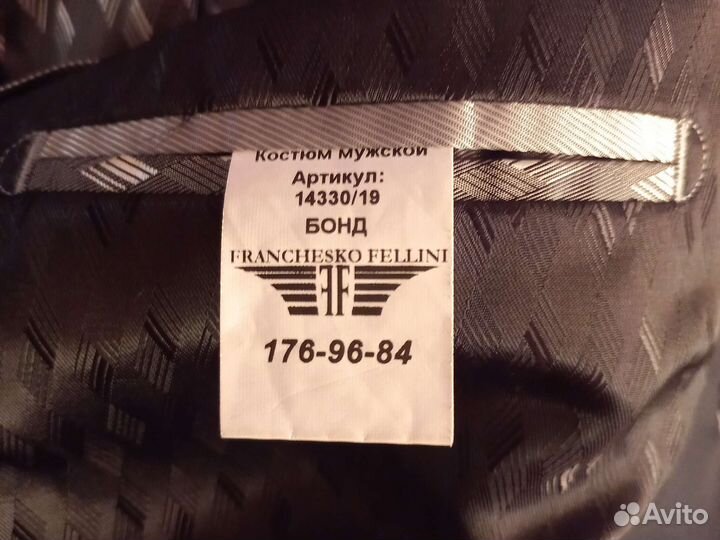 Костюм мужской
Артикул:
14330/19
БОНД
FRANCHESKO FELLINI
FF
176-96-84
Avito